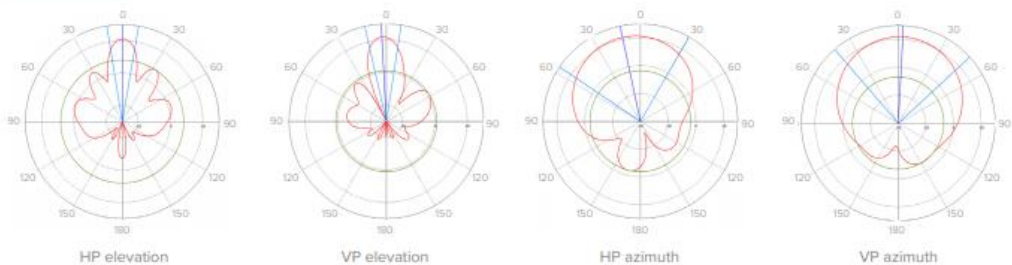 0 0 0 0
30 30 30 30 30 30 30 30
60 60 60 60 60 60 60 60
90 90 90 90 90 90 90 90
120 120 120 120 120 120 120 120
150 150 150 150 150 150 150 150
180 180 180 180
HP elevation VP elevation HP azimuth VP azimuth